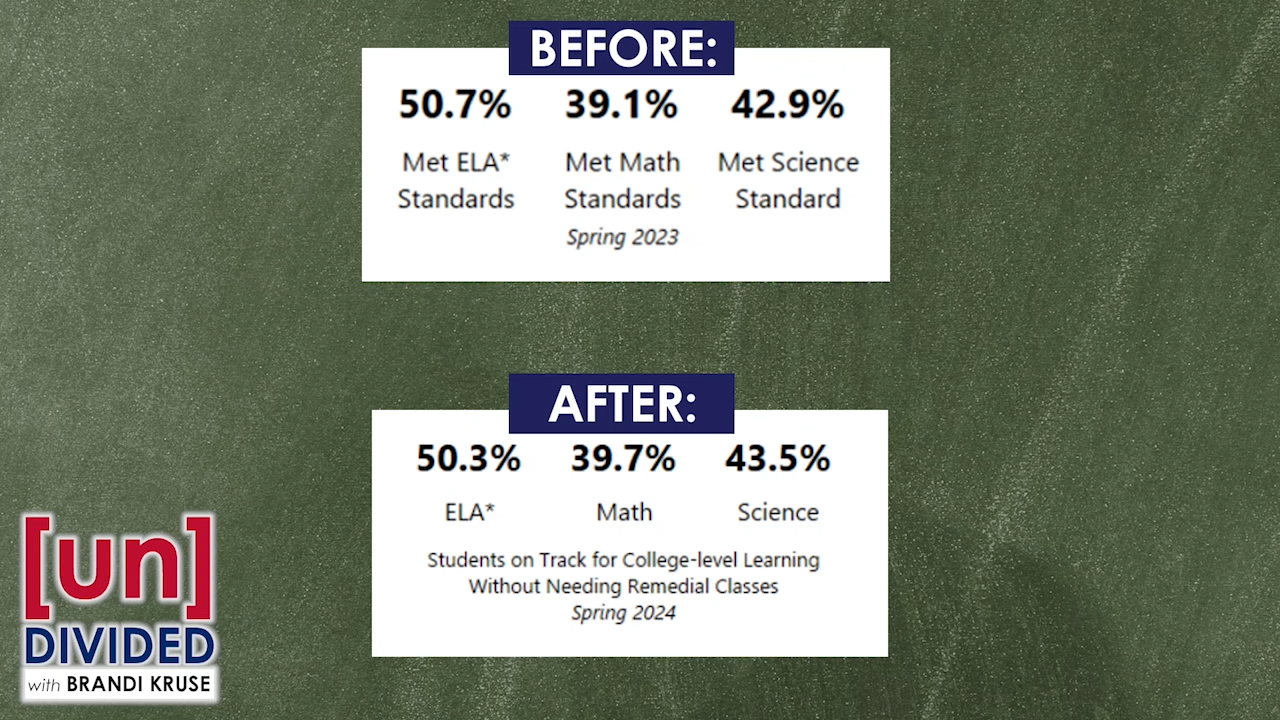 BEFORE:
50.7% 39.1% 42.9%
Met ELA* Met Math Met Science
Standards Standards Standard
Spring 2023
AFTER:
50.3% 39.7% 43.5%
ELA* Math Science
Students on Track for College-level Learning
Without Needing Remedial Classes
Spring 2024
[un]
DIVIDED
with BRANDI KRUSE